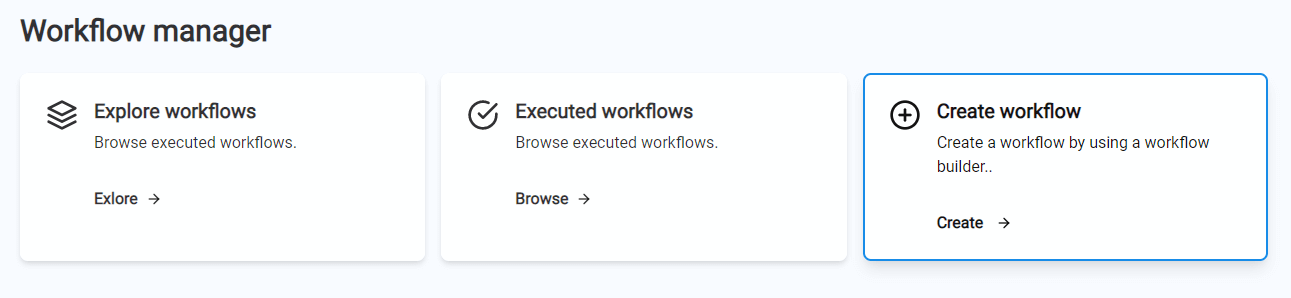 Workflow manager
Explore workflows
Browse executed workflows.
Exlore
Executed workflows
Browse executed workflows.
Browse
Create workflow
Create a workflow by using a workflow
builder..
Create